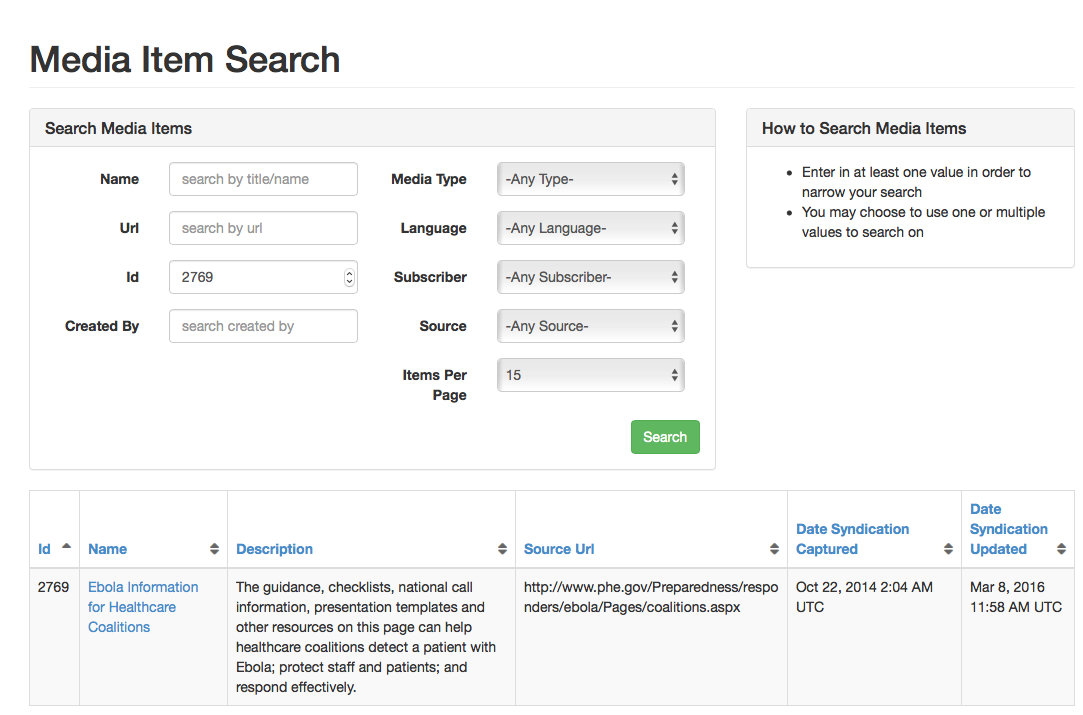 Media Item Search
Search Media Items
Name
search by title/name
Media Type
-Any Type-
Url
search by url
Language
-Any Language-
Id
2769
Subscriber
-Any Subscriber-
Created By
search created by
Source
-Any Source-
Items Per
Page
15
Search
How to Search Media Items
Enter in at least one value in order to
narrow your search
You may choose to use one or multiple
values to search on
Id
Name
Description
Source Url
Date Syndication
Captured
Date
Syndication
Updated
2769
Ebola Information
for Healthcare
Coalitions
The guidance, checklists, national call
information, presentation templates and
other resources on this page can help
healthcare coalitions detect a patient with
Ebola; protect staff and patients; and
respond effectively.
http://www.phe.gov/Preparedness/respo
nders/ebola/Pages/coalitions.aspx
Oct 22, 2014 2:04 AM
UTC
Mar 8, 2016
11:58 AM UTC